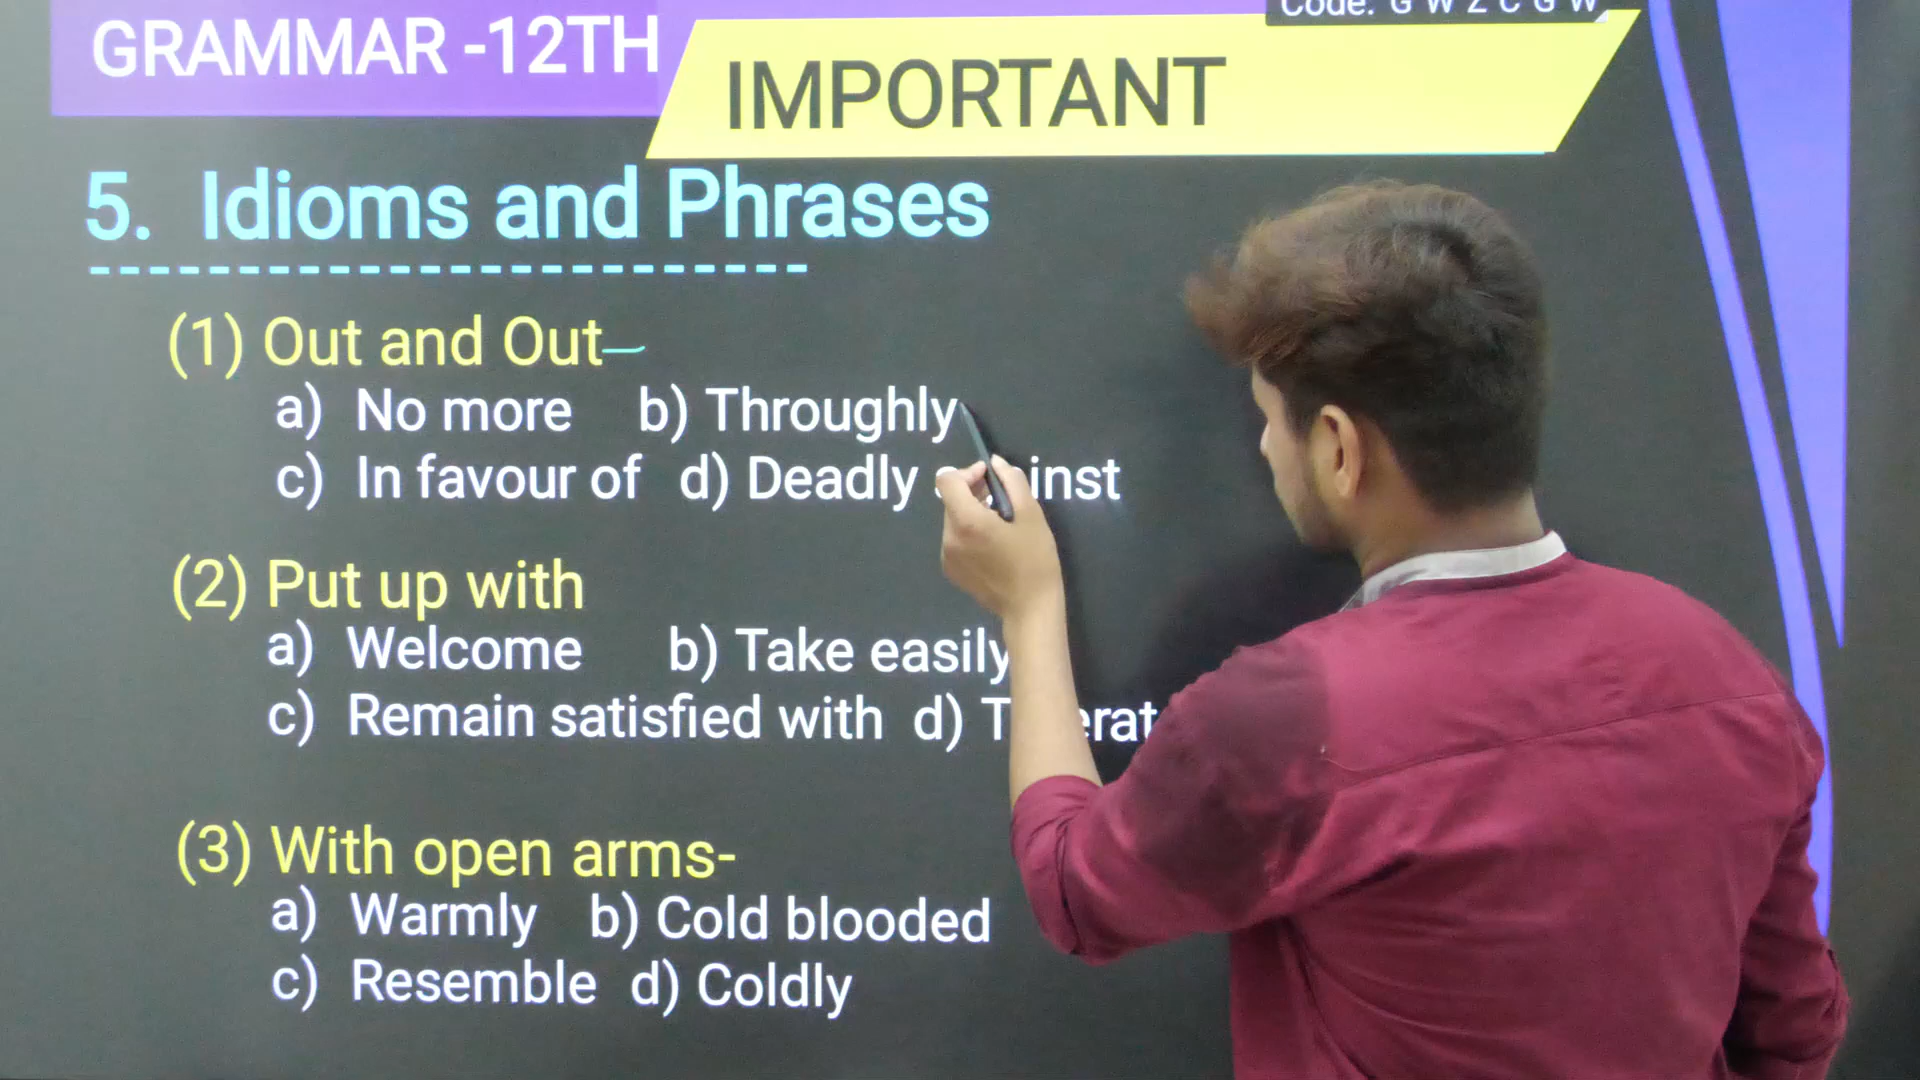 Code: G W Z C G W
GRAMMAR -12TH
IMPORTANT
5. Idioms and Phrases
(1) Out and Out
a) No more b) Throughly
c) In favour of d) Deadly
(2) Put up with
a) Welcome b) Take easily
c) Remain satisfied with d)
(3) With open arms-
a) Warmly b) Cold blooded
c) Resemble d) Coldly